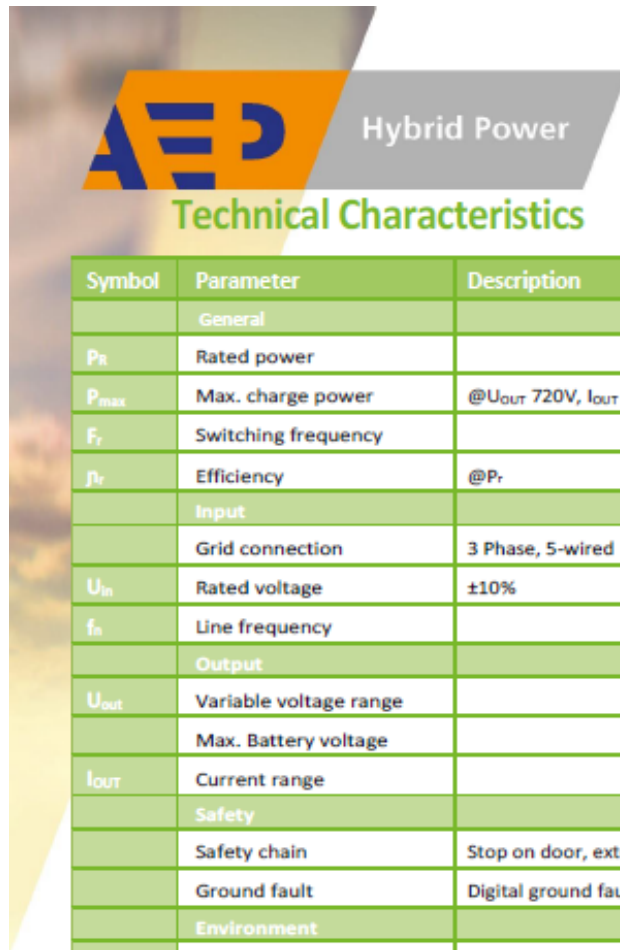 AEP Hybrid Power
Technical Characteristics
Symbol Parameter Description
General
PR Rated power
Pmax Max. charge power @UOUT 720V, IOUT
Fr Switching frequency
ηr Efficiency @Pr
Input
Grid connection 3 Phase, 5-wired
Uin Rated voltage ±10%
fn Line frequency
Output
Uout Variable voltage range
Max. Battery voltage
IOUT Current range
Safety
Safety chain Stop on door, ext
Ground fault Digital ground fau
Environment